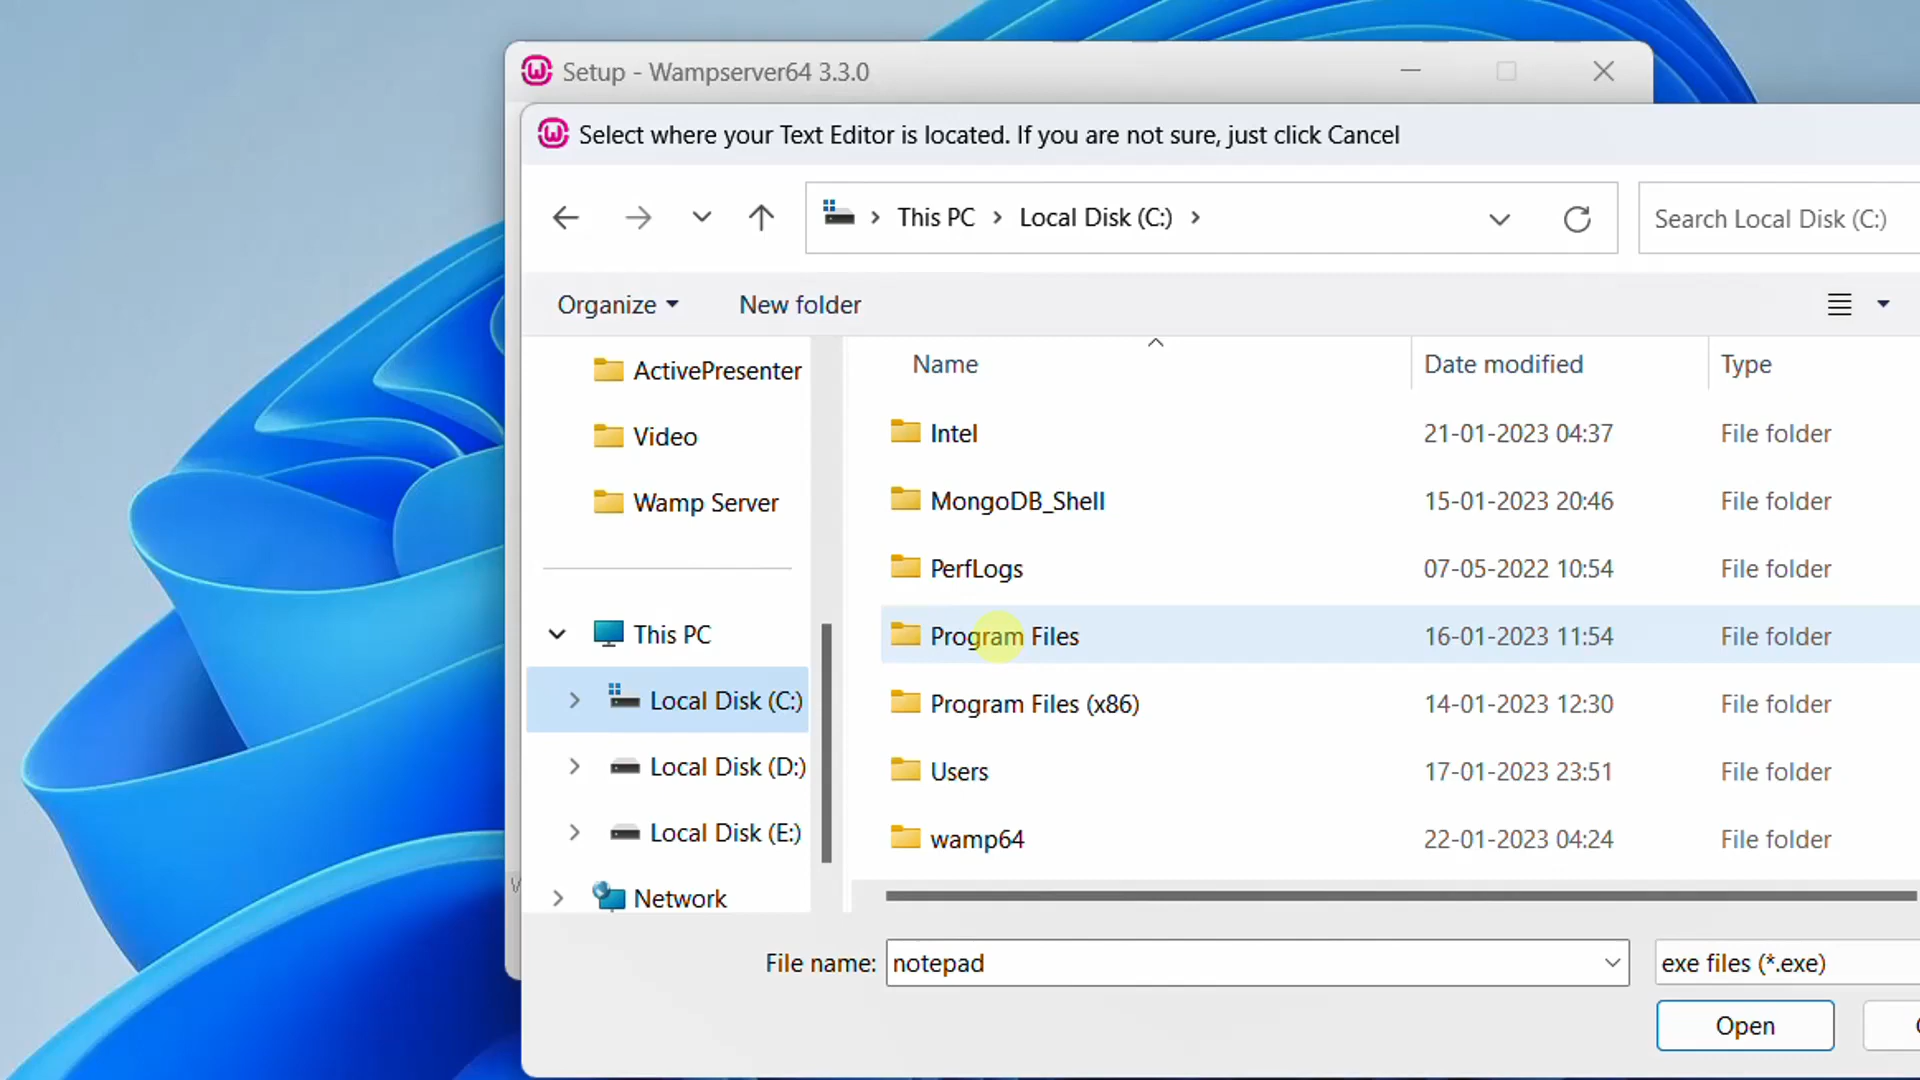 Setup - Wampserver64 3.3.0
Select where your Text Editor is located. If you are not sure, just click Cancel
This PC > Local Disk (C:) >
Search Local Disk (C:)
Organize
New folder
Name
Date modified
Type
ActivePresenter
Video
Wamp Server
This PC
Local Disk (C:)
Local Disk (D:)
Local Disk (E:)
Network
Intel 21-01-2023 04:37 File folder
MongoDB_Shell 15-01-2023 20:46 File folder
PerfLogs 07-05-2022 10:54 File folder
Program Files 16-01-2023 11:54 File folder
Program Files (x86) 14-01-2023 12:30 File folder
Users 17-01-2023 23:51 File folder
wamp64 22-01-2023 04:24 File folder
File name: notepad
exe files (*.exe)
Open